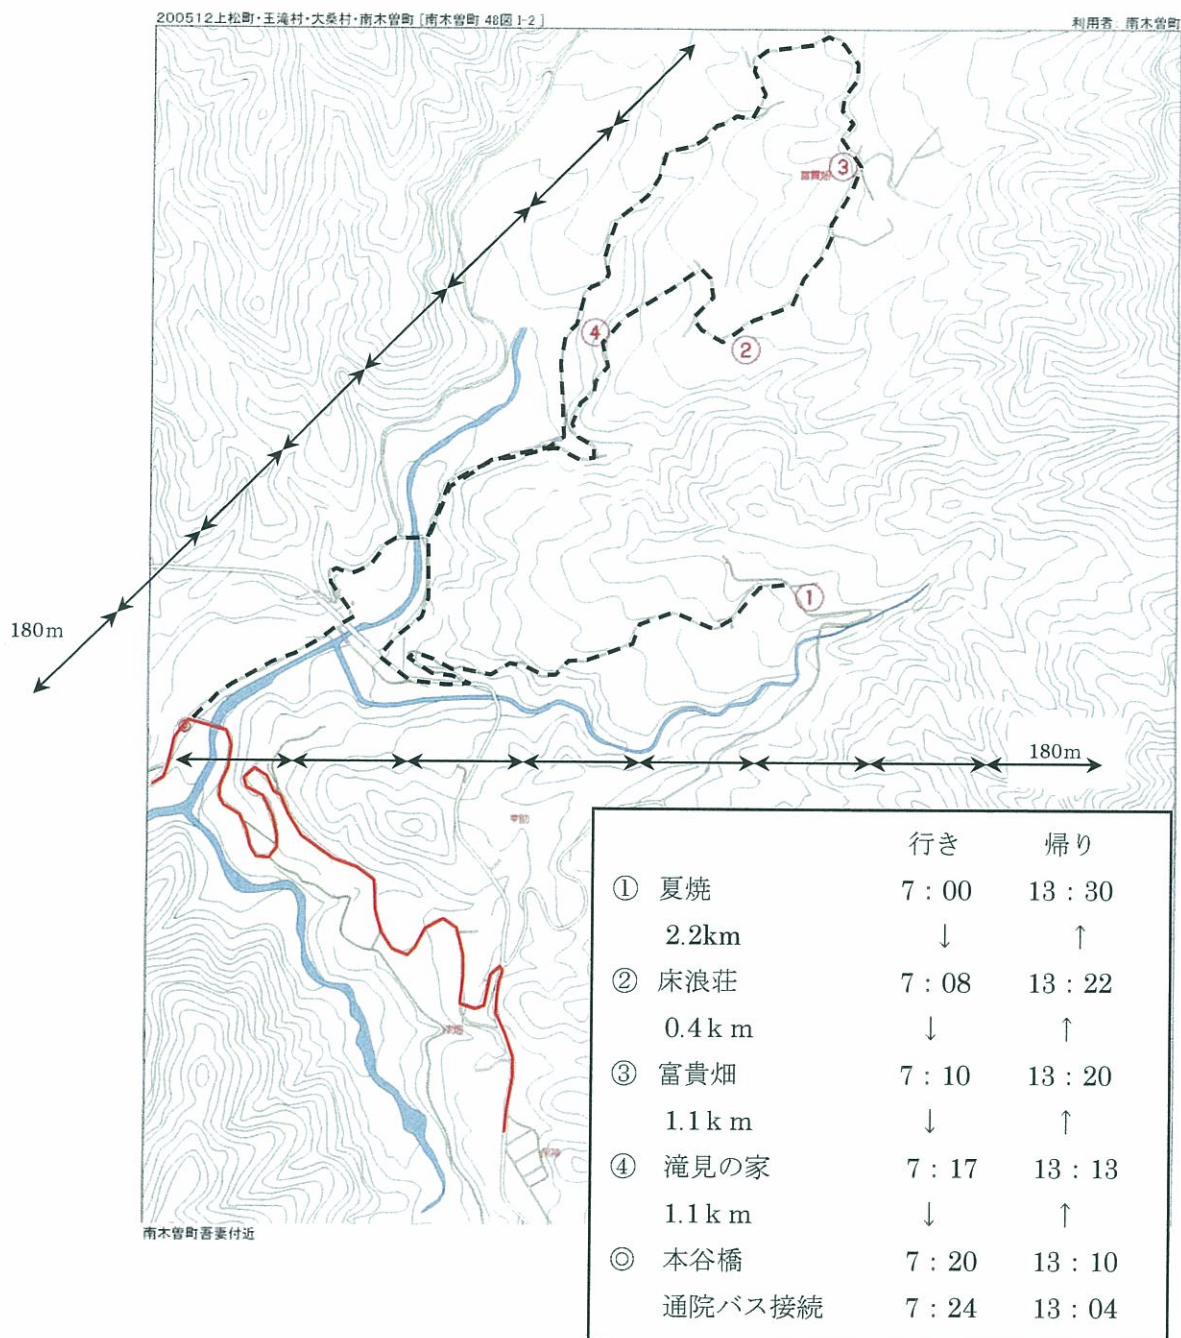 200512上松町・王滝村・大桑村・南木曽町 [南木曽町 48図 I-2 ]
利用者: 南木曽町
③
富貴畑
④
②
①
180m
180m
行き 帰り
① 夏焼 7：00 13：30
2.2km ↓ ↑
② 床浪荘 7：08 13：22
0.4km ↓ ↑
③ 富貴畑 7：10 13：20
1.1km ↓ ↑
④ 滝見の家 7：17 13：13
1.1km ↓ ↑
◎ 本谷橋 7：20 13：10
通院バス接続 7：24 13：04
南木曽町吾妻付近